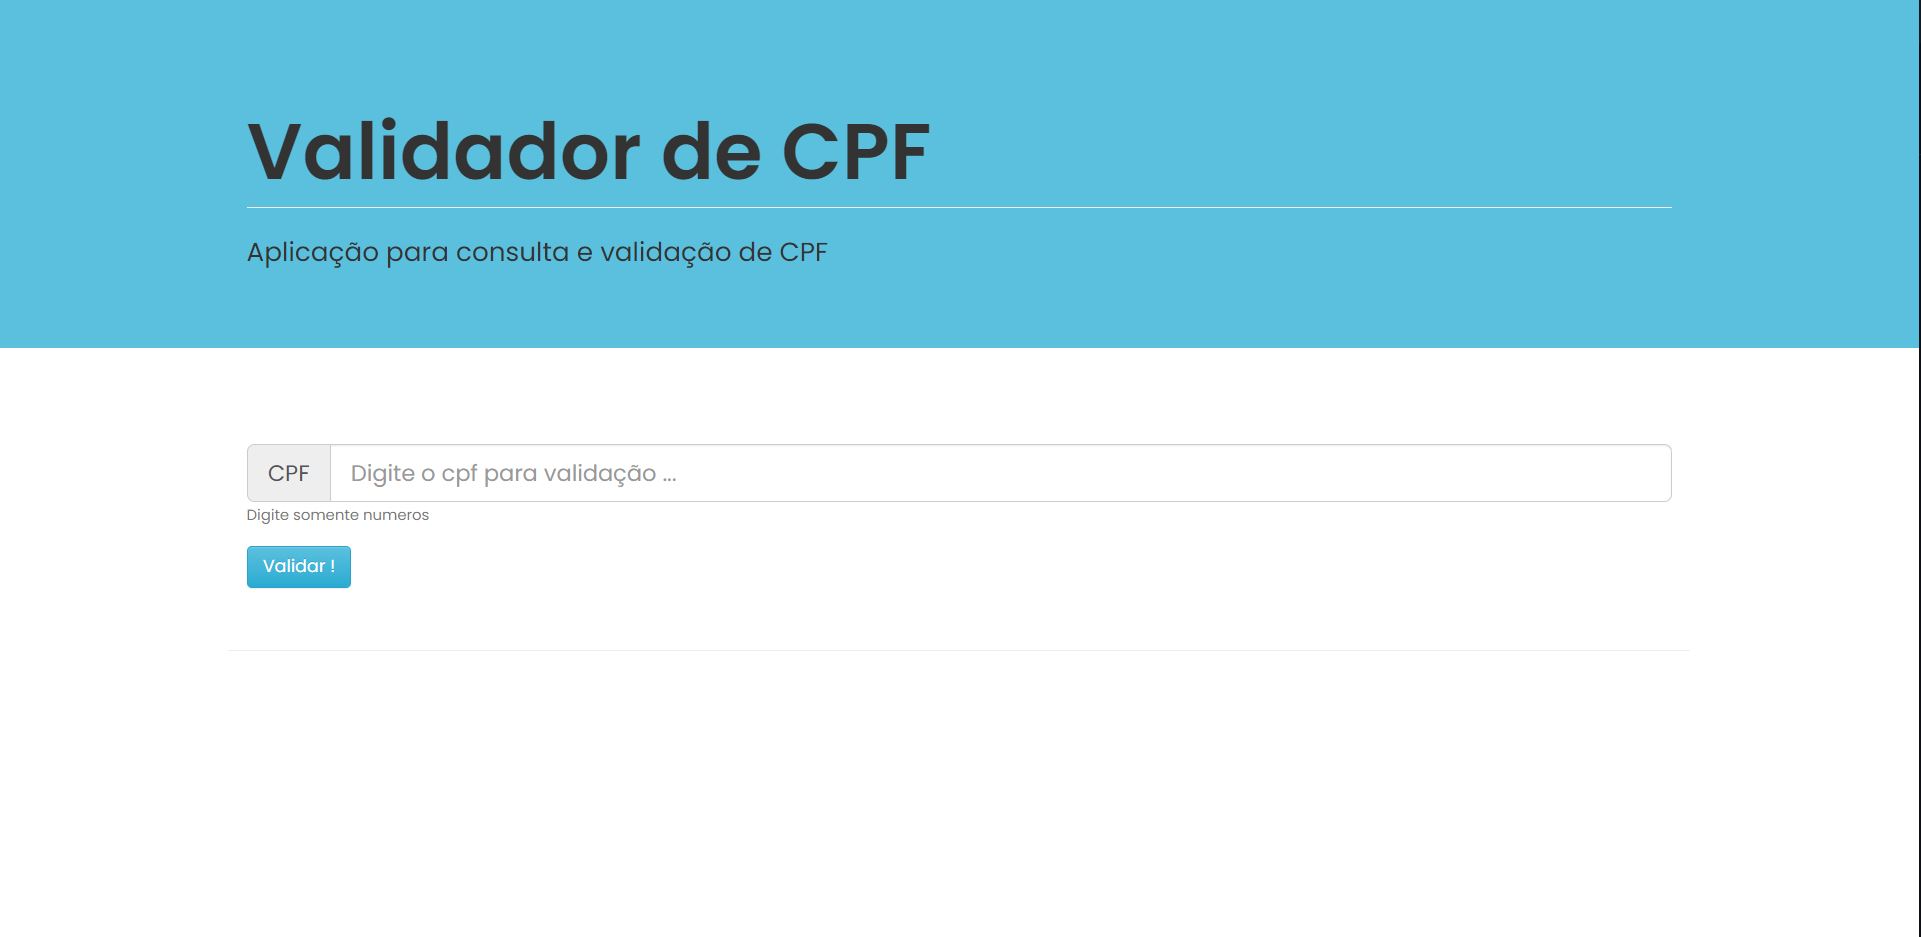 Validador de CPF
Aplicação para consulta e validação de CPF
CPF
Digite o cpf para validação ...
Digite somente numeros
Validar !